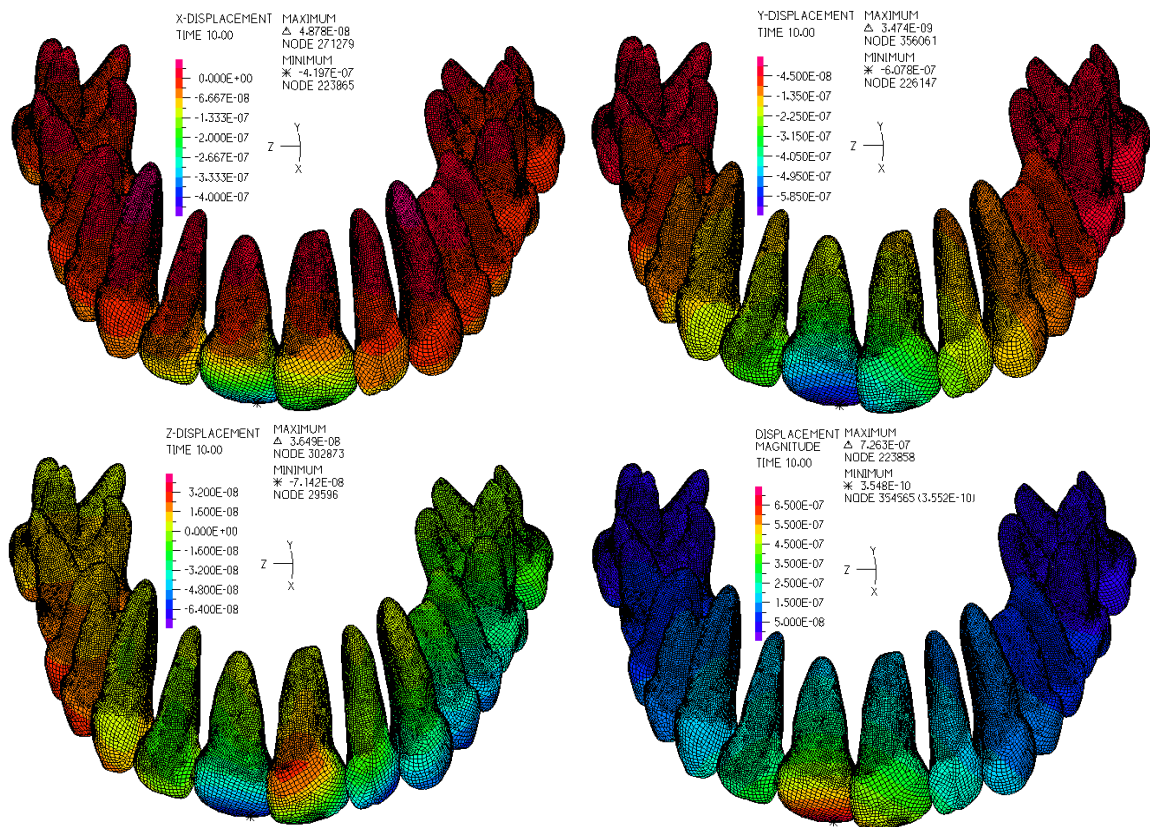 X-DISPLACEMENT
TIME 10.00
MAXIMUM
△ 4.878E-08
NODE 271279
MINIMUM
* -4.197E-07
NODE 223865
0.000E+00
-6.667E-08
-1.333E-07
-2.000E-07
-2.667E-07
-3.333E-07
-4.000E-07
Y
Z
X
Y-DISPLACEMENT
TIME 10.00
MAXIMUM
△ 3.474E-09
NODE 356061
MINIMUM
* -6.078E-07
NODE 226147
-4.500E-08
-1.350E-07
-2.250E-07
-3.150E-07
-4.050E-07
-4.950E-07
-5.850E-07
Y
Z
X
Z-DISPLACEMENT
TIME 10.00
MAXIMUM
△ 3.649E-08
NODE 302873
MINIMUM
* -7.142E-08
NODE 29596
3.200E-08
1.600E-08
0.000E+00
-1.600E-08
-3.200E-08
-4.800E-08
-6.400E-08
Y
Z
X
DISPLACEMENT
MAGNITUDE
TIME 10.00
MAXIMUM
△ 7.263E-07
NODE 223858
MINIMUM
* 3.548E-10
NODE 354565 (3.552E-10)
6.500E-07
5.500E-07
4.500E-07
3.500E-07
2.500E-07
1.500E-07
5.000E-08
Y
Z
X